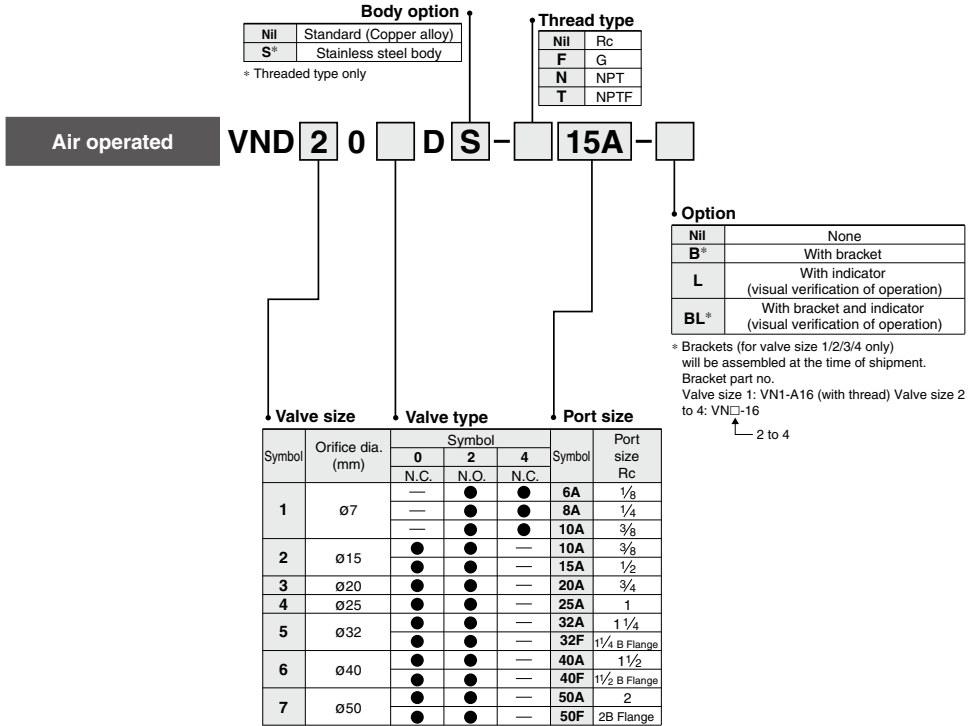 Body option
Nil Standard (Copper alloy)
S* Stainless steel body
* Threaded type only
Thread type
Nil Rc
F G
N NPT
T NPTF
Air operated
VND 2 0 D S – 15A –
Option
Nil None
B* With bracket
L With indicator
(visual verification of operation)
BL* With bracket and indicator
(visual verification of operation)
* Brackets (for valve size 1/2/3/4 only)
will be assembled at the time of shipment.
Bracket part no.
Valve size 1: VN1-A16 (with thread) Valve size 2
to 4: VN□-16
2 to 4
Valve size
Valve type
Port size
Symbol Orifice dia. (mm) Symbol Symbol Port size Rc
0 2 4
N.C. N.O. N.C.
1 Ø7 — ● ● 6A 1/8
— ● ● 8A 1/4
— ● ● 10A 3/8
2 Ø15 ● ● — 10A 3/8
● ● — 15A 1/2
3 Ø20 ● ● — 20A 3/4
4 Ø25 ● ● — 25A 1
5 Ø32 ● ● — 32A 1 1/4
● ● — 32F 1 1/4 B Flange
6 Ø40 ● ● — 40A 1 1/2
● ● — 40F 1 1/2 B Flange
7 Ø50 ● ● — 50A 2
● ● — 50F 2B Flange